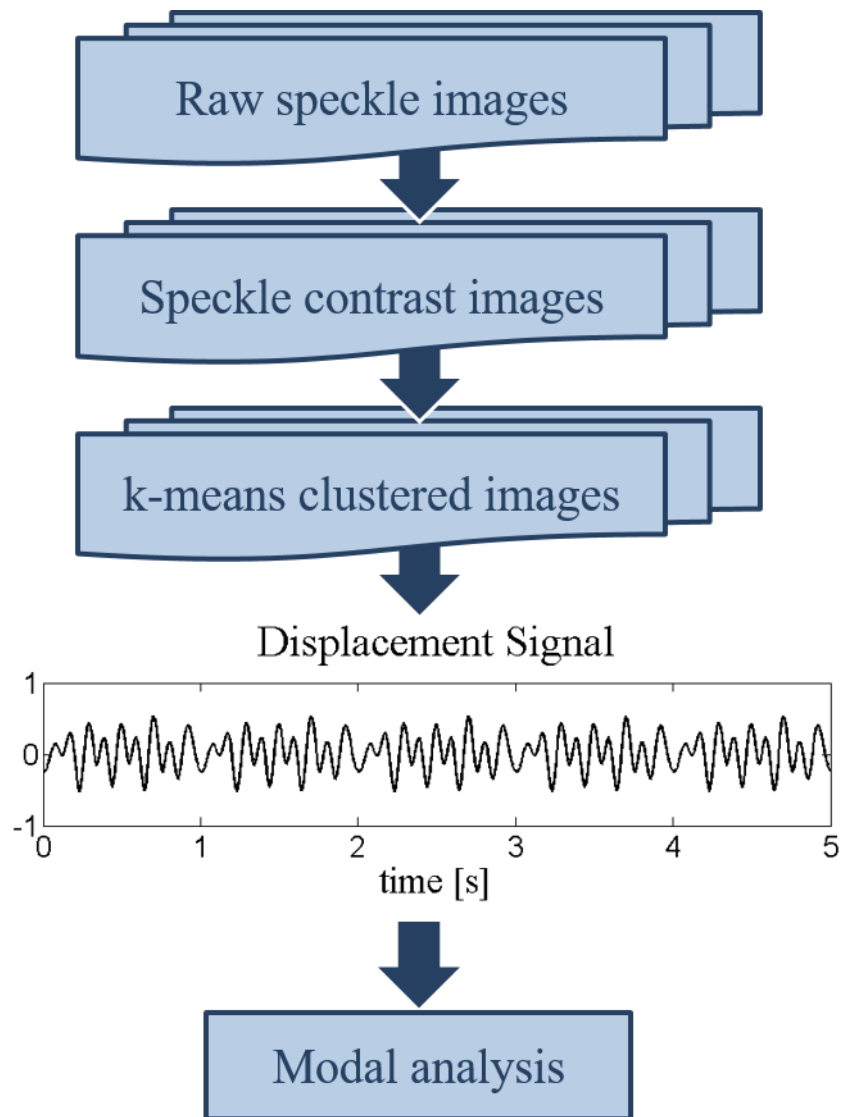 Raw speckle images
Speckle contrast images
k-means clustered images
Displacement Signal
1
0
-1
0 1 2 3 4 5
time [s]
Modal analysis